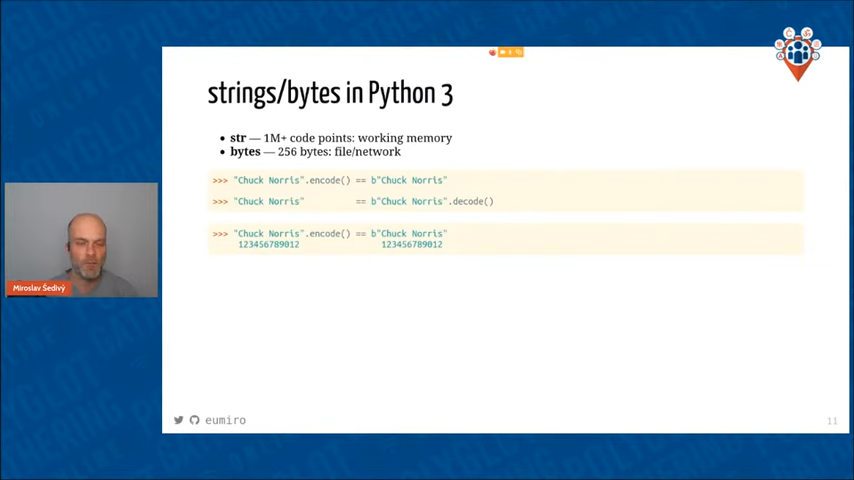 strings/bytes in Python 3
• str — 1M+ code points: working memory
• bytes — 256 bytes: file/network
>>> "Chuck Norris".encode() == b"Chuck Norris"
>>> "Chuck Norris" == b"Chuck Norris".decode()
>>> "Chuck Norris".encode() == b"Chuck Norris"
123456789012 123456789012
Miroslav Šedivý
eumiro
11